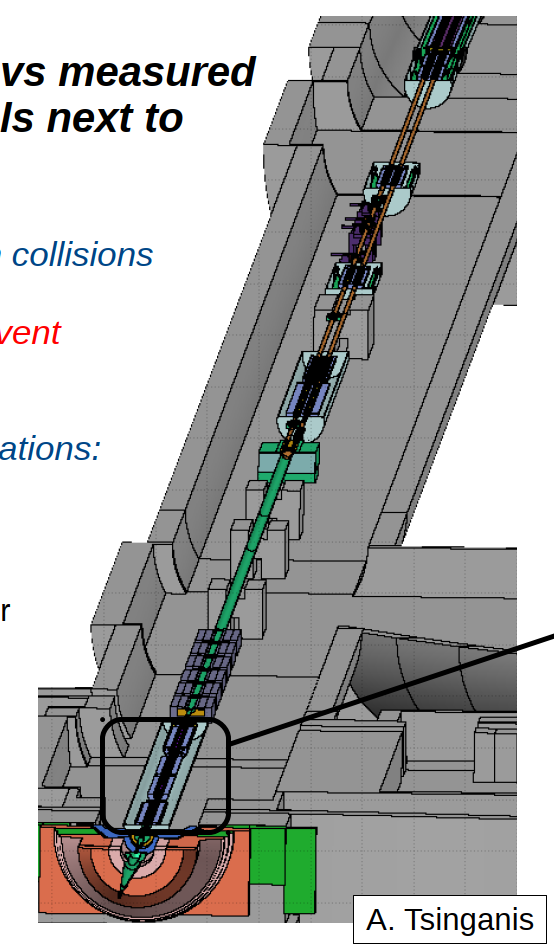 vs measured
ls next to
collisions
vent
ations:
r
A. Tsinganis